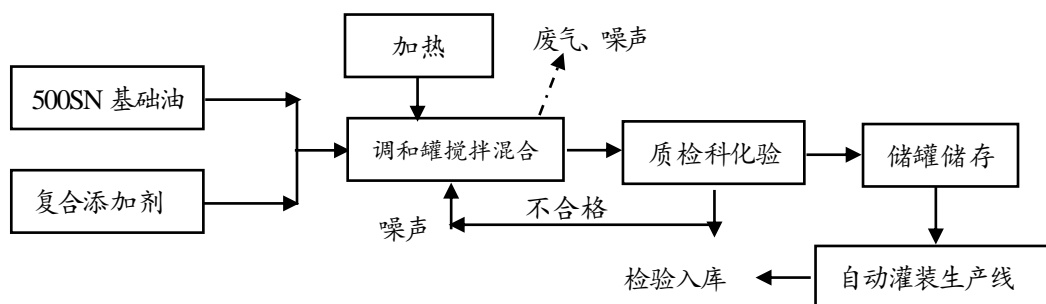 加热
废气、噪声
500SN 基础油
调和罐搅拌混合
质检科化验
储罐储存
复合添加剂
噪声
不合格
检验入库
自动灌装生产线